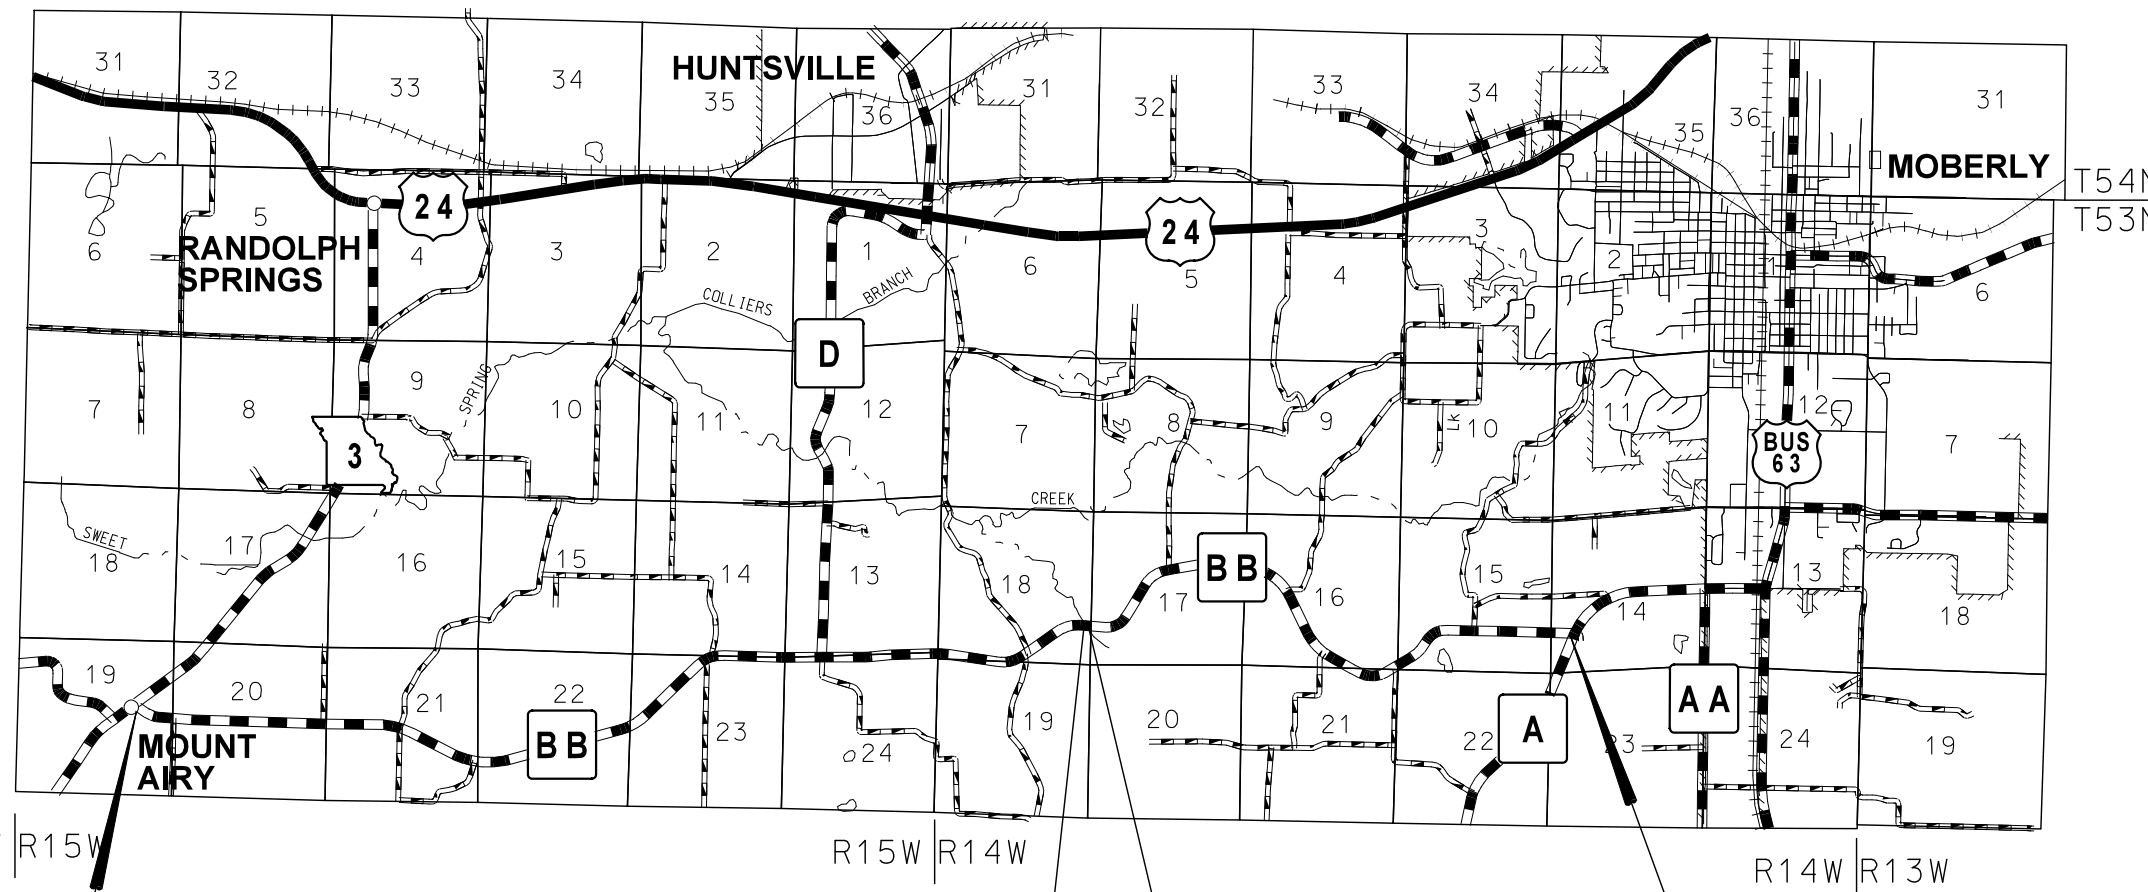 31
32
33
34
HUNTSVILLE
35
36
31
32
33
34
35
36
31
MOBERLY
T54N
T53N
6
5
RANDOLPH
SPRINGS
4
24
3
2
1
6
24
5
4
3
2
1
6
COLLIERS
BRANCH
D
7
8
9
SPRING
10
11
12
7
8
9
LK
10
11
12
7
3
BUS
63
CREEK
SWEET
18
17
16
15
14
13
18
17
BB
16
15
14
13
18
19
20
21
22
BB
23
24
19
20
21
22
A
23
AA
24
19
MOUNT
AIRY
R15W
R15W
R14W
R14W
R13W